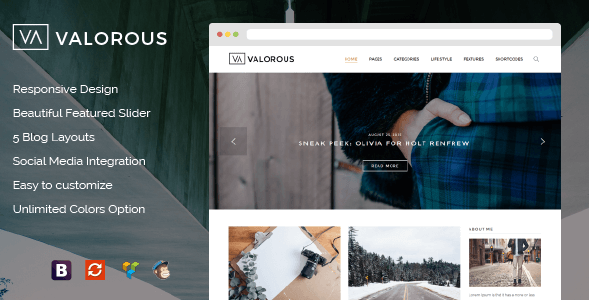 VA VALOROUS
Responsive Design
Beautiful Featured Slider
5 Blog Layouts
Social Media Integration
Easy to customize
Unlimited Colors Option
B
VA VALOROUS
HOME PAGES CATEGORIES LIFESTYLE FEATURES SHORTCODES
AUGUST 20, 2015
SNEAK PEEK: OLIVIA FOR HOLT RENFREW
READ MORE
ABOUT ME